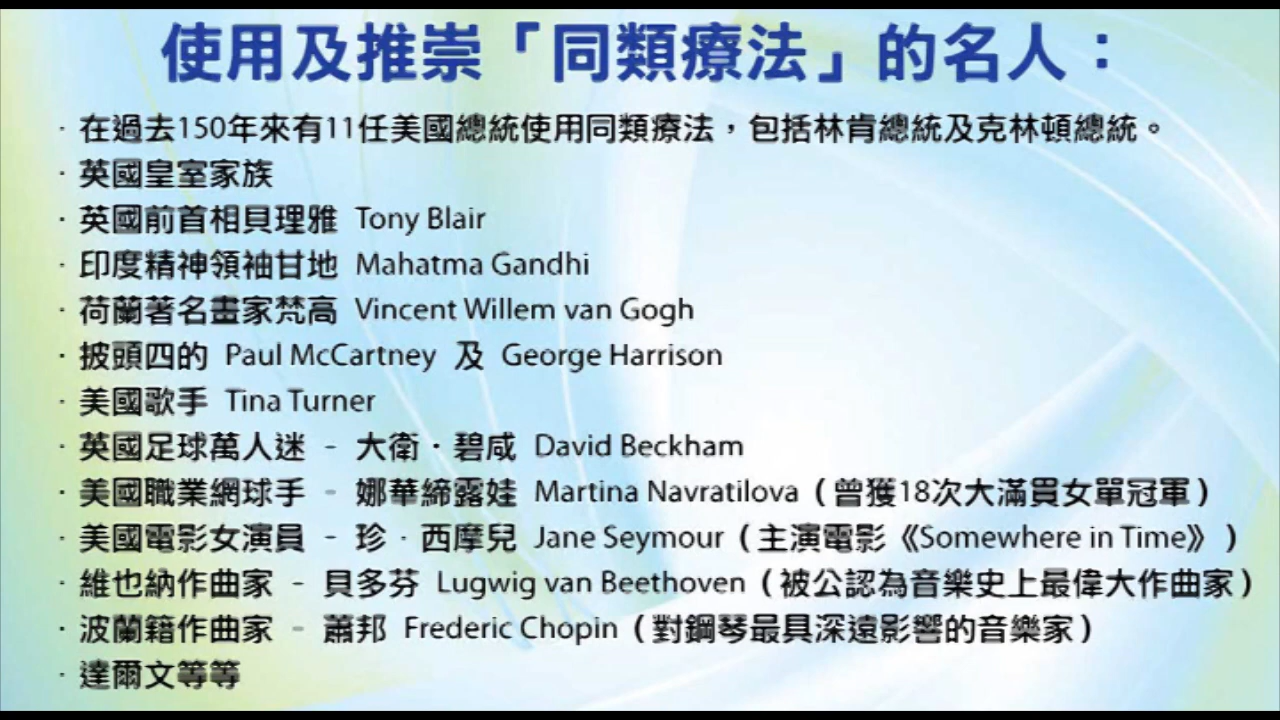 使用及推崇「同類療法」的名人：
· 在過去150年來有11任美國總統使用同類療法，包括林肯總統及克林頓總統。
· 英國皇室家族
· 英國前首相貝理雅 Tony Blair
· 印度精神領袖甘地 Mahatma Gandhi
· 荷蘭著名畫家梵高 Vincent Willem van Gogh
· 披頭四的 Paul McCartney 及 George Harrison
· 美國歌手 Tina Turner
· 英國足球萬人迷 - 大衛·碧咸 David Beckham
· 美國職業網球手 - 娜華締露娃 Martina Navratilova（曾獲18次大滿貫女單冠軍）
· 美國電影女演員 - 珍·西摩兒 Jane Seymour（主演電影《Somewhere in Time》）
· 維也納作曲家 - 貝多芬 Lugwig van Beethoven（被公認為音樂史上最偉大作曲家）
· 波蘭籍作曲家 - 蕭邦 Frederic Chopin（對鋼琴最具深遠影響的音樂家）
· 達爾文等等